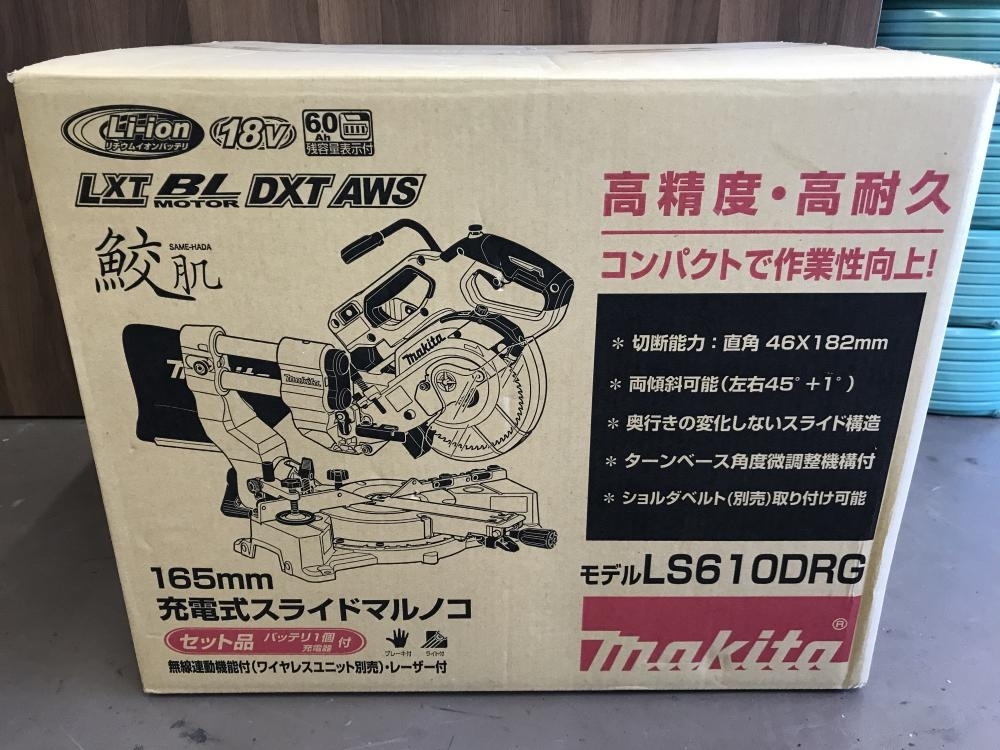 Li-ion
リチウムイオンバッテリ
18V
6.0
Ah
残容量表示付
LXT BL MOTOR DXT AWS
鮫肌
SAME-HADA
高精度・高耐久
コンパクトで作業性向上!
* 切断能力：直角 46X182mm
* 両傾斜可能(左右45°+1°)
* 奥行きの変化しないスライド構造
* ターンベース角度微調整機構付
* ショルダベルト(別売)取り付け可能
makita
Makita
165mm
充電式スライドマルノコ
セット品 バッテリ1個 充電器 付
ブレーキ付
ライト付
無線連動機能付(ワイヤレスユニット別売)・レーザー付
モデルLS610DRG
makita®